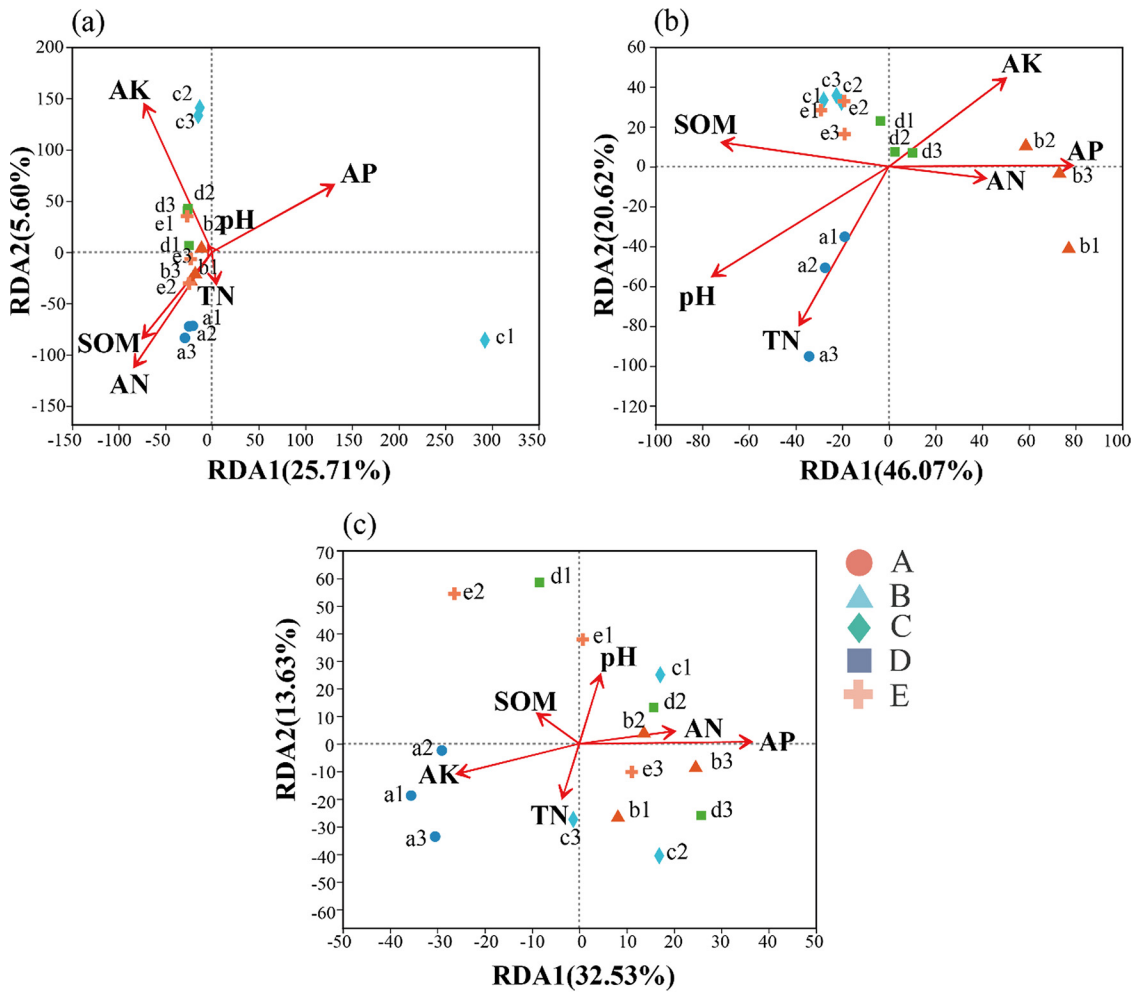 (a)
200
150
100
50
0
-50
-100
-150
-150
-100
-50
0
50
100
150
200
250
300
350
RDA1(25.71%)
RDA2(5.60%)
AK
c2
c3
AP
d2
d3
e1
b2
pH
d1
e3
b3
b1
e2
TN
a1
SOM
a2
a3
AN
c1
(b)
60
40
20
0
-20
-40
-60
-80
-100
-120
-100
-80
-60
-40
-20
0
20
40
60
80
100
RDA1(46.07%)
RDA2(20.62%)
AK
c3
c2
c1
e1
e2
SOM
e3
d1
d2
d3
b2
AP
AN
b3
a1
b1
a2
pH
TN
a3
(c)
70
60
50
40
30
20
10
0
-10
-20
-30
-40
-50
-60
-50
-40
-30
-20
-10
0
10
20
30
40
50
RDA1(32.53%)
RDA2(13.63%)
d1
e2
e1
pH
c1
SOM
d2
b2
AN
AP
a2
AK
e3
b3
a1
TN
b1
d3
a3
c3
c2
A
B
C
D
E